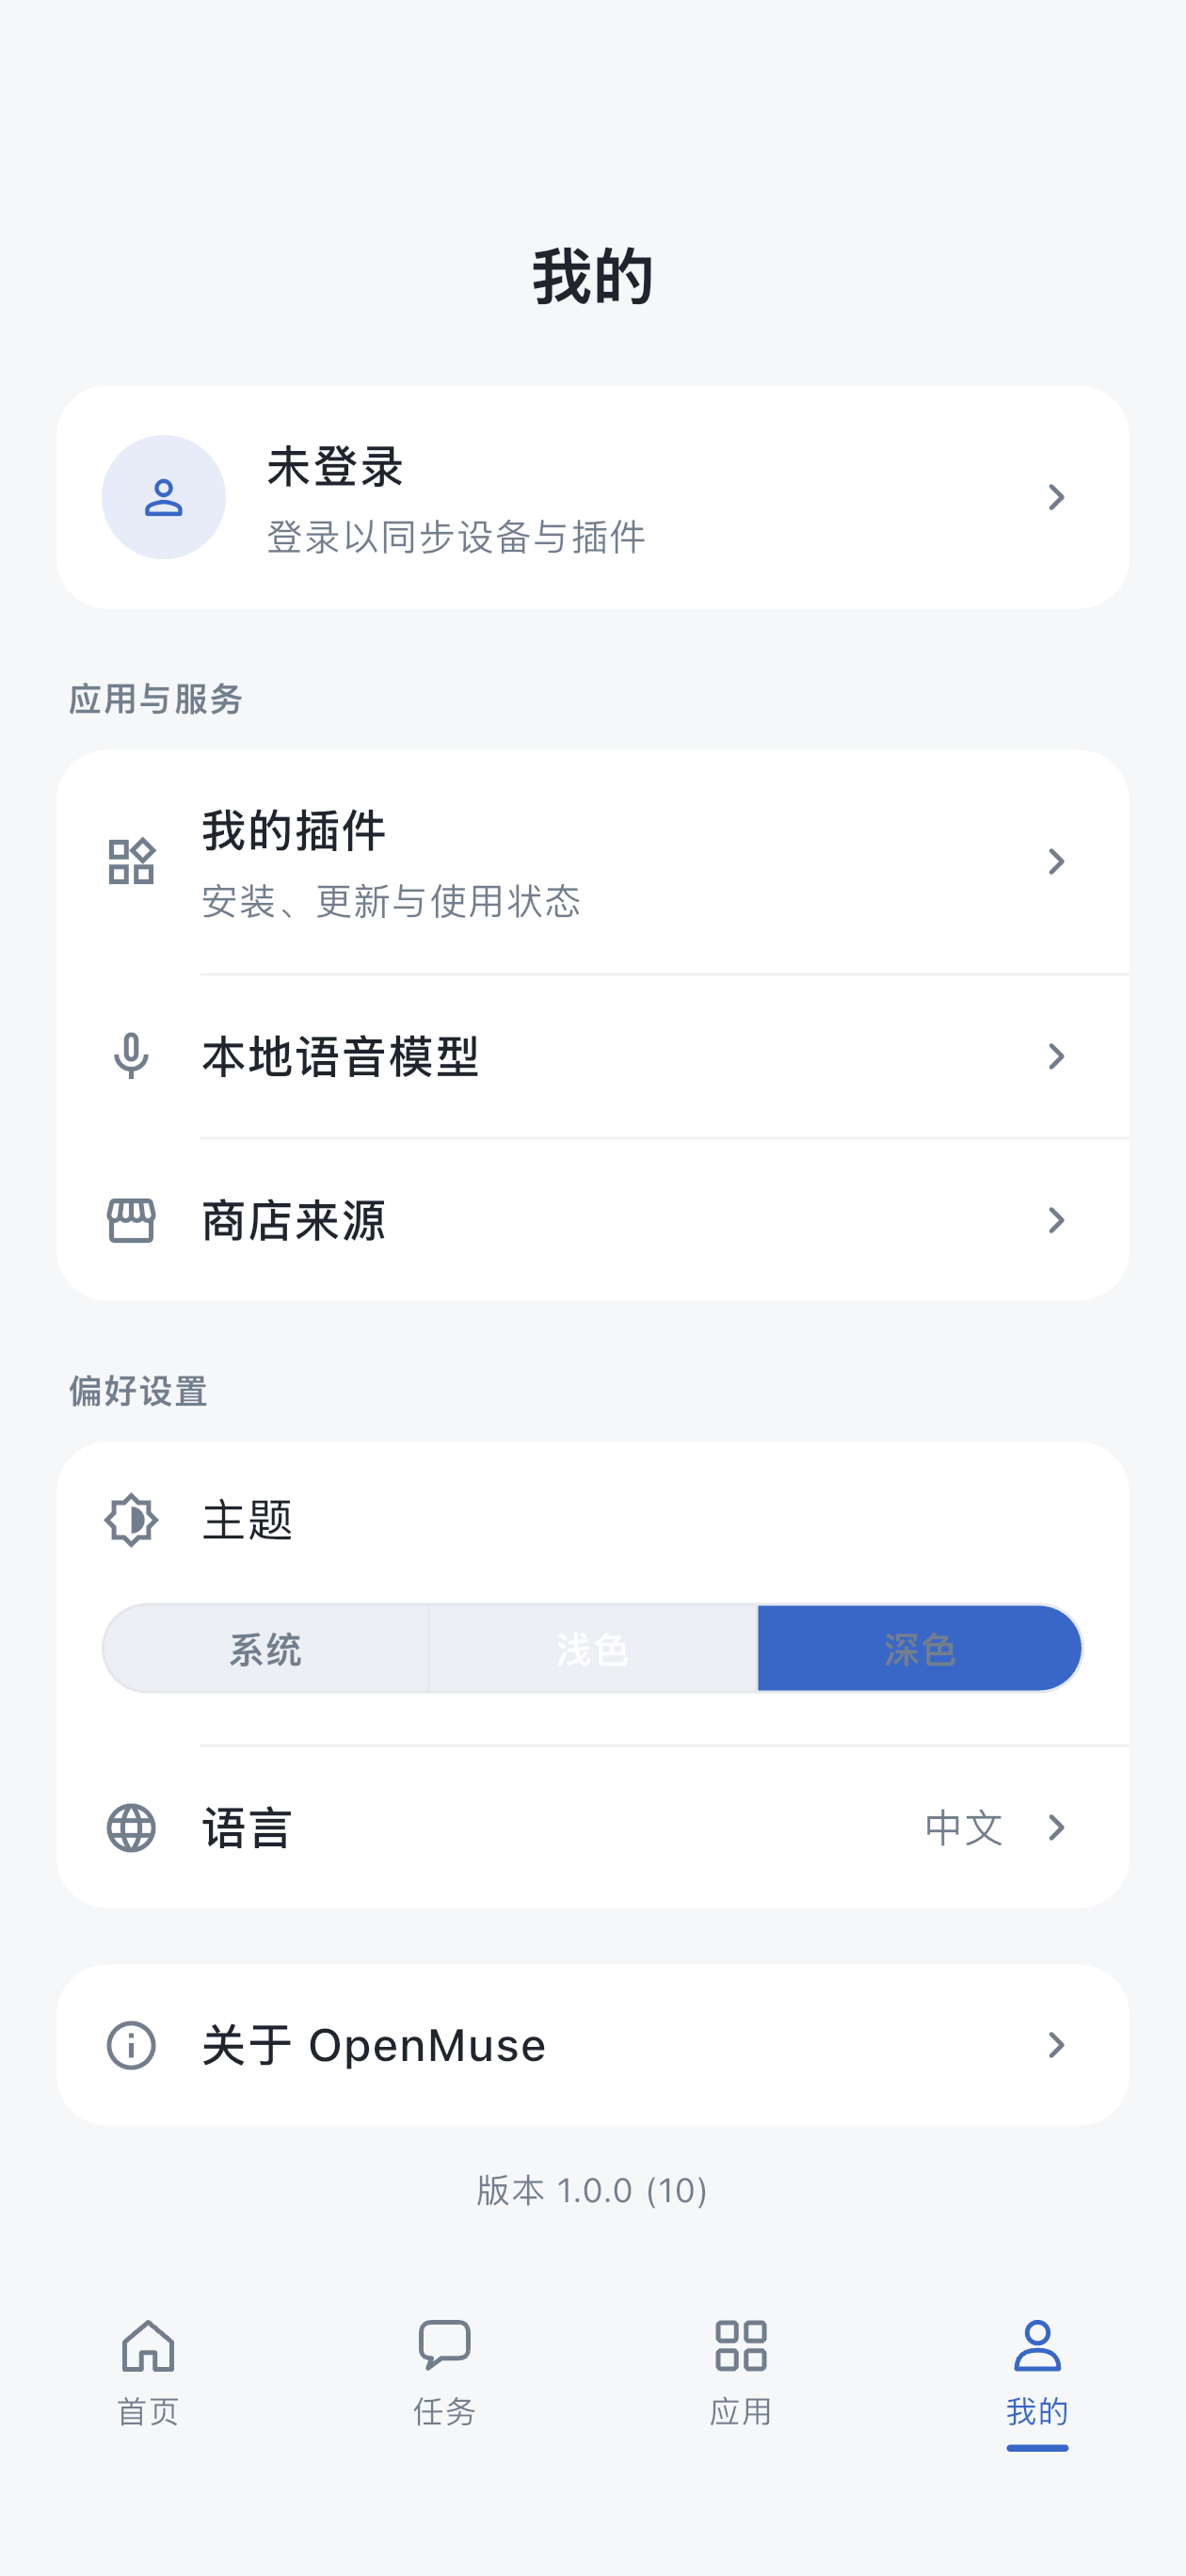 我的
未登录
登录以同步设备与插件
应用与服务
我的插件
安装、更新与使用状态
本地语音模型
商店来源
偏好设置
主题
系统 浅色 深色
语言 中文
关于 OpenMuse
版本 1.0.0 (10)
首页 任务 应用 我的